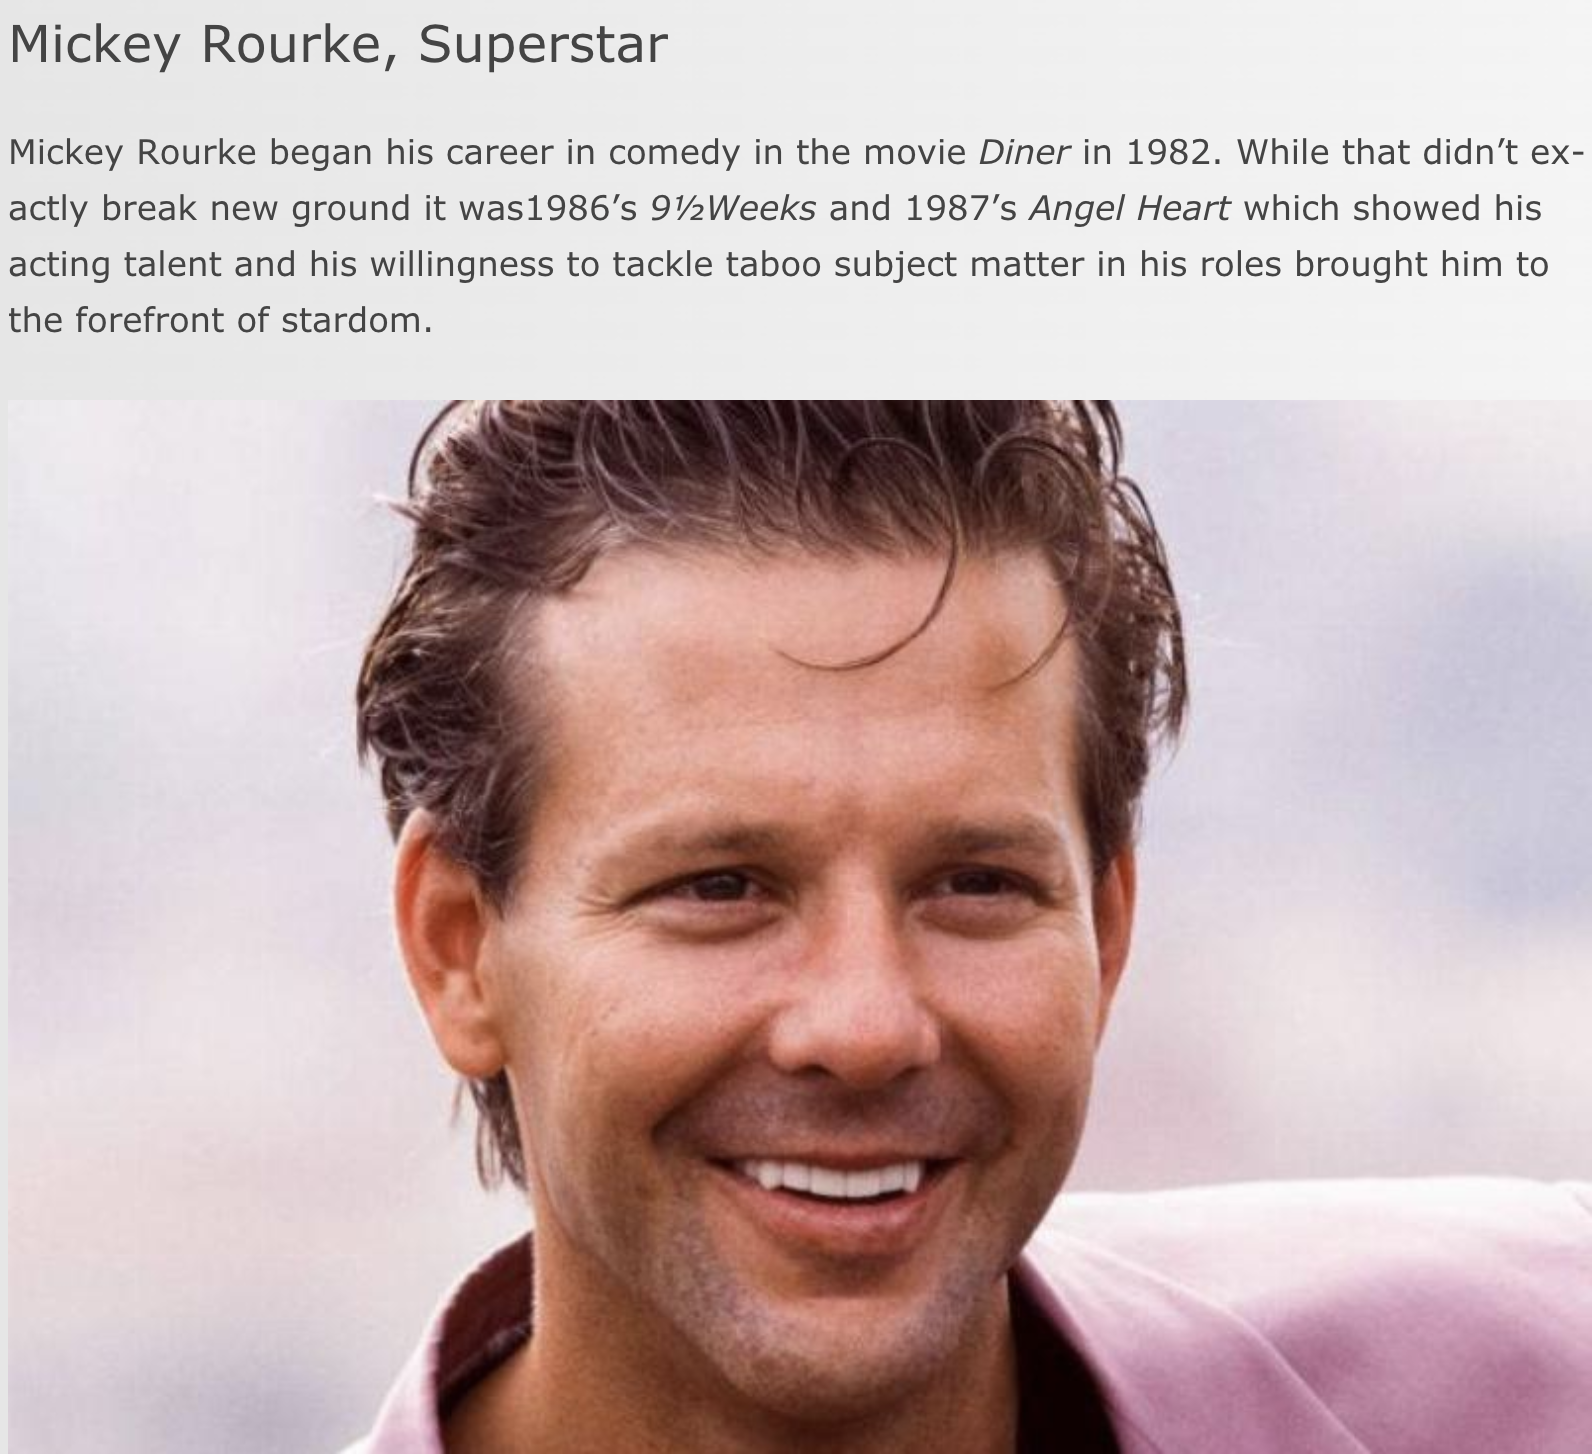 Mickey Rourke, Superstar
Mickey Rourke began his career in comedy in the movie Diner in 1982. While that didn’t ex-
actly break new ground it was1986’s 9½Weeks and 1987’s Angel Heart which showed his
acting talent and his willingness to tackle taboo subject matter in his roles brought him to
the forefront of stardom.